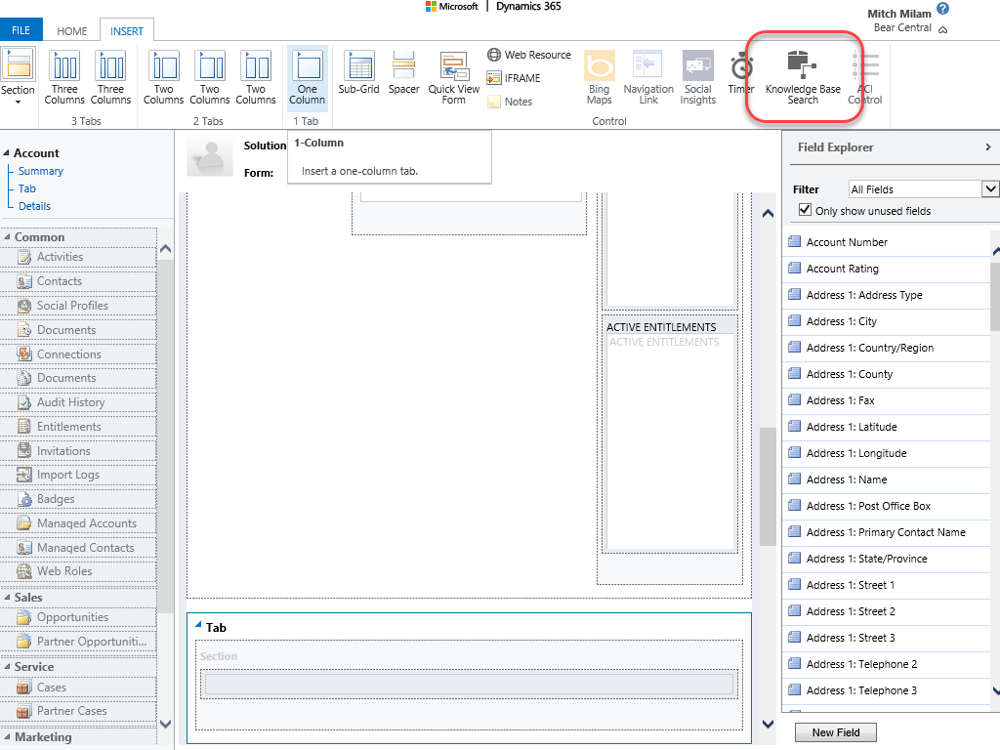 Microsoft | Dynamics 365
Mitch Milam
Bear Central
FILE
HOME
INSERT
Section
Three Columns
Three Columns
3 Tabs
Two Columns
Two Columns
Two Columns
2 Tabs
One Column
1 Tab
Sub-Grid
Spacer
Quick View Form
Web Resource
IFRAME
Notes
Bing Maps
Navigation Link
Social Insights
Timer
Knowledge Base Search
ACI Control
Control
1-Column
Insert a one-column tab.
Account
Summary
Tab
Details
Common
Activities
Contacts
Social Profiles
Documents
Connections
Documents
Audit History
Entitlements
Invitations
Import Logs
Badges
Managed Accounts
Managed Contacts
Web Roles
Sales
Opportunities
Partner Opportuniti...
Service
Cases
Partner Cases
Marketing
Solution
Form:
ACTIVE ENTITLEMENTS
ACTIVE ENTITLEMENTS
Tab
Section
Field Explorer
Filter
All Fields
Only show unused fields
Account Number
Account Rating
Address 1: Address Type
Address 1: City
Address 1: Country/Region
Address 1: County
Address 1: Fax
Address 1: Latitude
Address 1: Longitude
Address 1: Name
Address 1: Post Office Box
Address 1: Primary Contact Name
Address 1: State/Province
Address 1: Street 1
Address 1: Street 2
Address 1: Street 3
Address 1: Telephone 2
Address 1: Telephone 3
New Field